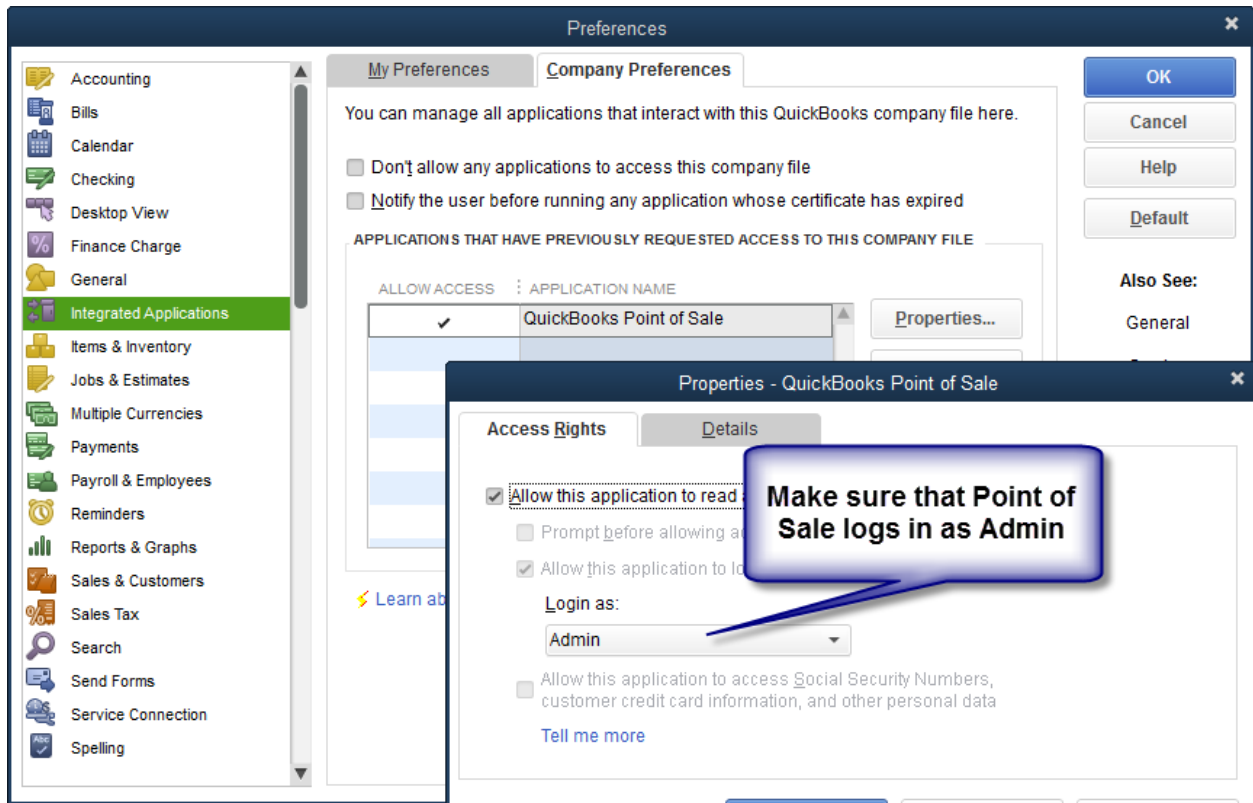 Preferences
Accounting
Bills
Calendar
Checking
Desktop View
Finance Charge
General
Integrated Applications
Items & Inventory
Jobs & Estimates
Multiple Currencies
Payments
Payroll & Employees
Reminders
Reports & Graphs
Sales & Customers
Sales Tax
Search
Send Forms
Service Connection
Spelling
My Preferences
Company Preferences
You can manage all applications that interact with this QuickBooks company file here.
Don't allow any applications to access this company file
Notify the user before running any application whose certificate has expired
APPLICATIONS THAT HAVE PREVIOUSLY REQUESTED ACCESS TO THIS COMPANY FILE
ALLOW ACCESS
APPLICATION NAME
QuickBooks Point of Sale
Properties...
Learn ab
OK
Cancel
Help
Default
Also See:
General
Properties - QuickBooks Point of Sale
Access Rights
Details
Allow this application to read
Prompt before allowing
Allow this application to
Login as:
Admin
Allow this application to access Social Security Numbers,
customer credit card information, and other personal data
Tell me more
Make sure that Point of
Sale logs in as Admin